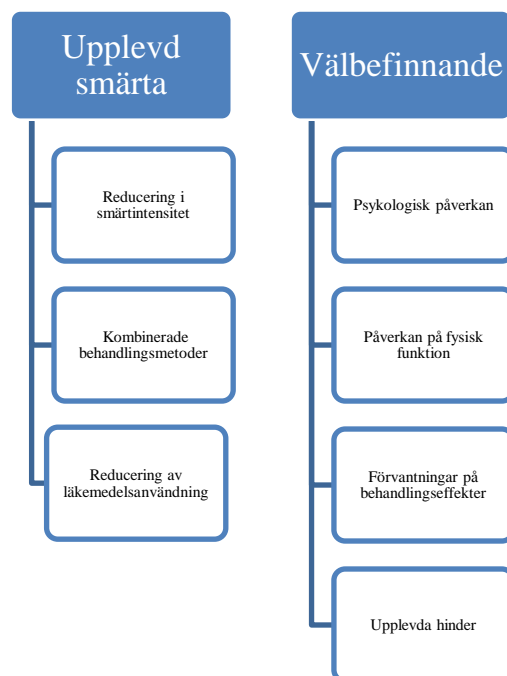 Upplevd
smärta
Reducering i
smärtintensitet
Kombinerade
behandlingsmetoder
Reducering av
läkemedelsanvändning
Välbefinnande
Psykologisk påverkan
Påverkan på fysisk
funktion
Förvantningar på
behandlingseffekter
Upplevda hinder